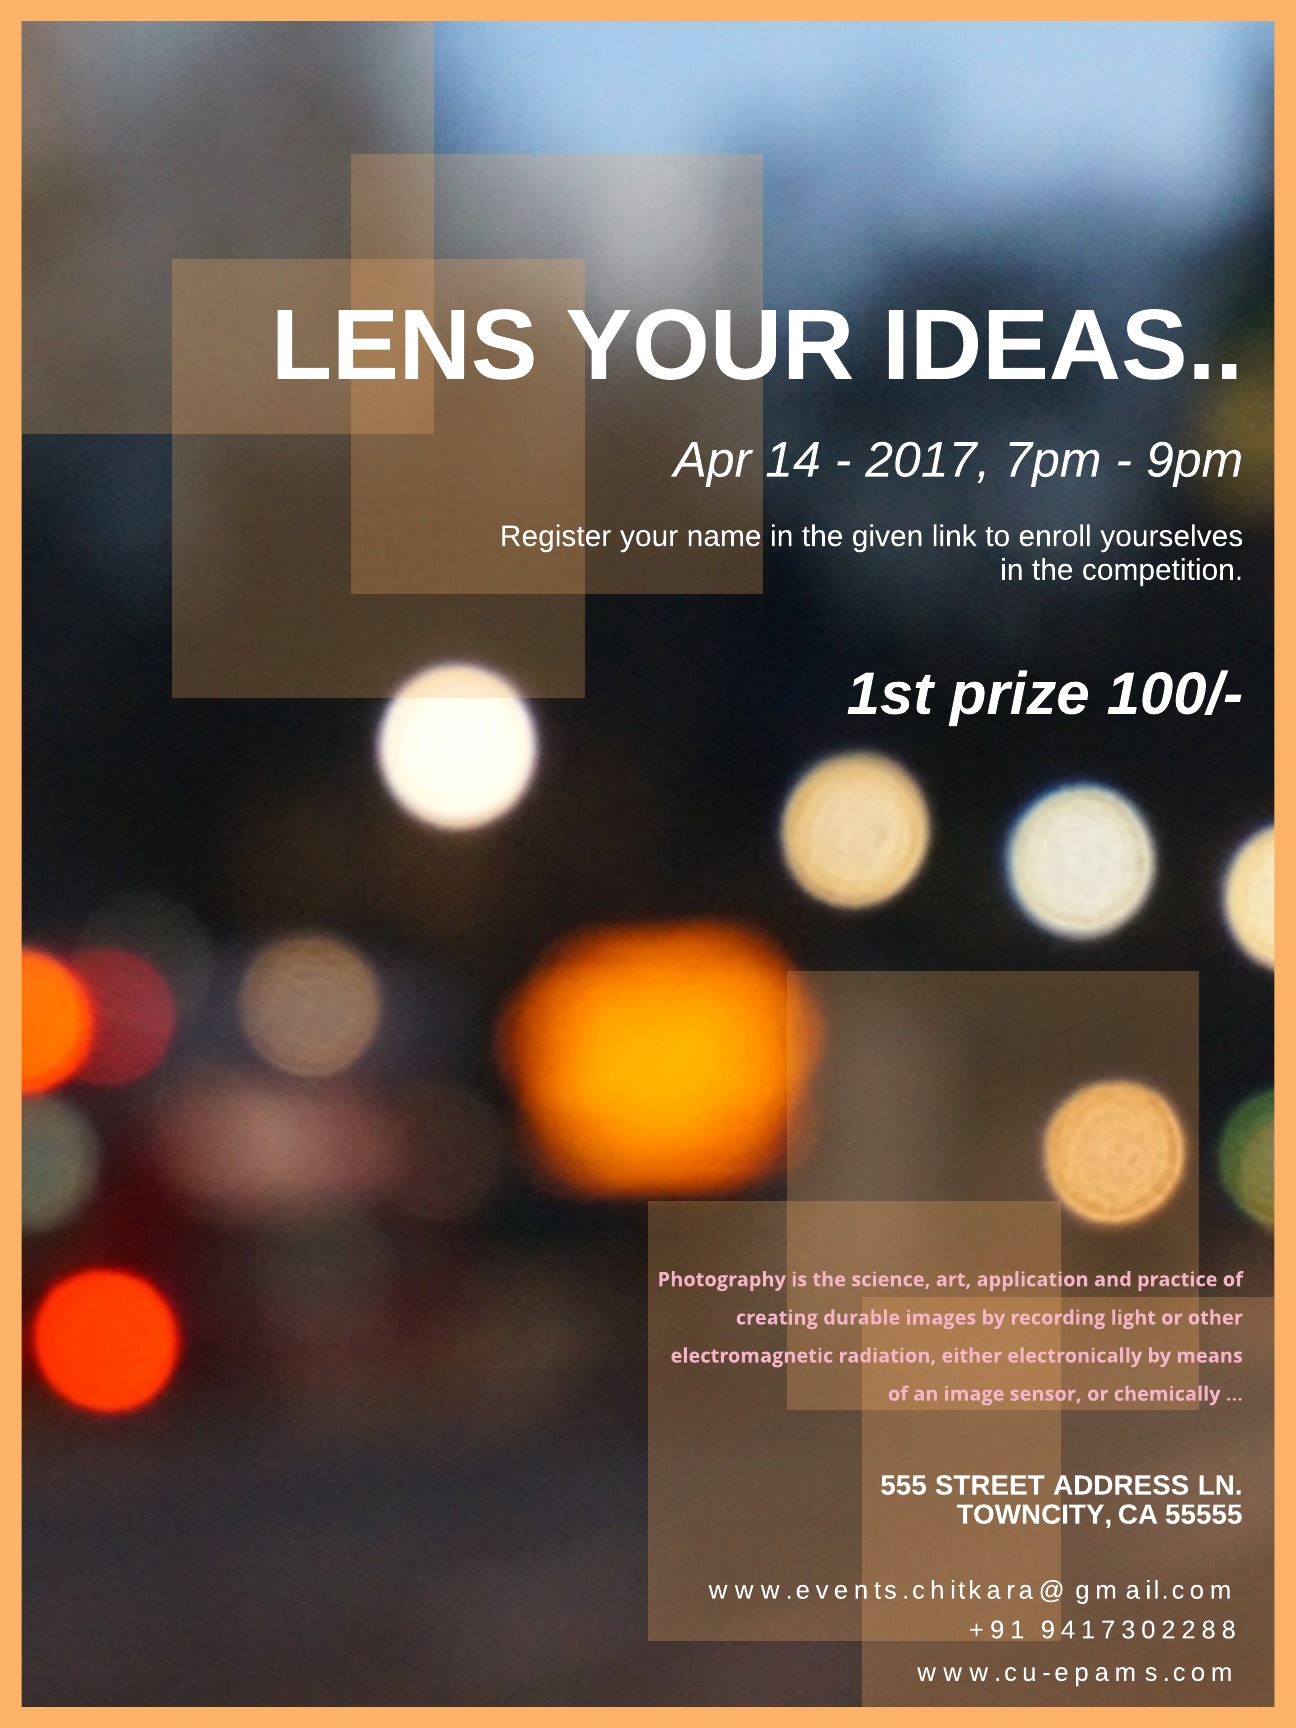 LENS YOUR IDEAS..
Apr 14 - 2017, 7pm - 9pm
Register your name in the given link to enroll yourselves
in the competition.
1st prize 100/-
Photography is the science, art, application and practice of
creating durable images by recording light or other
electromagnetic radiation, either electronically by means
of an image sensor, or chemically ...
555 STREET ADDRESS LN.
TOWNCITY, CA 55555
www.events.chitkara@gmail.com
+91 9417302288
www.cu-epams.com